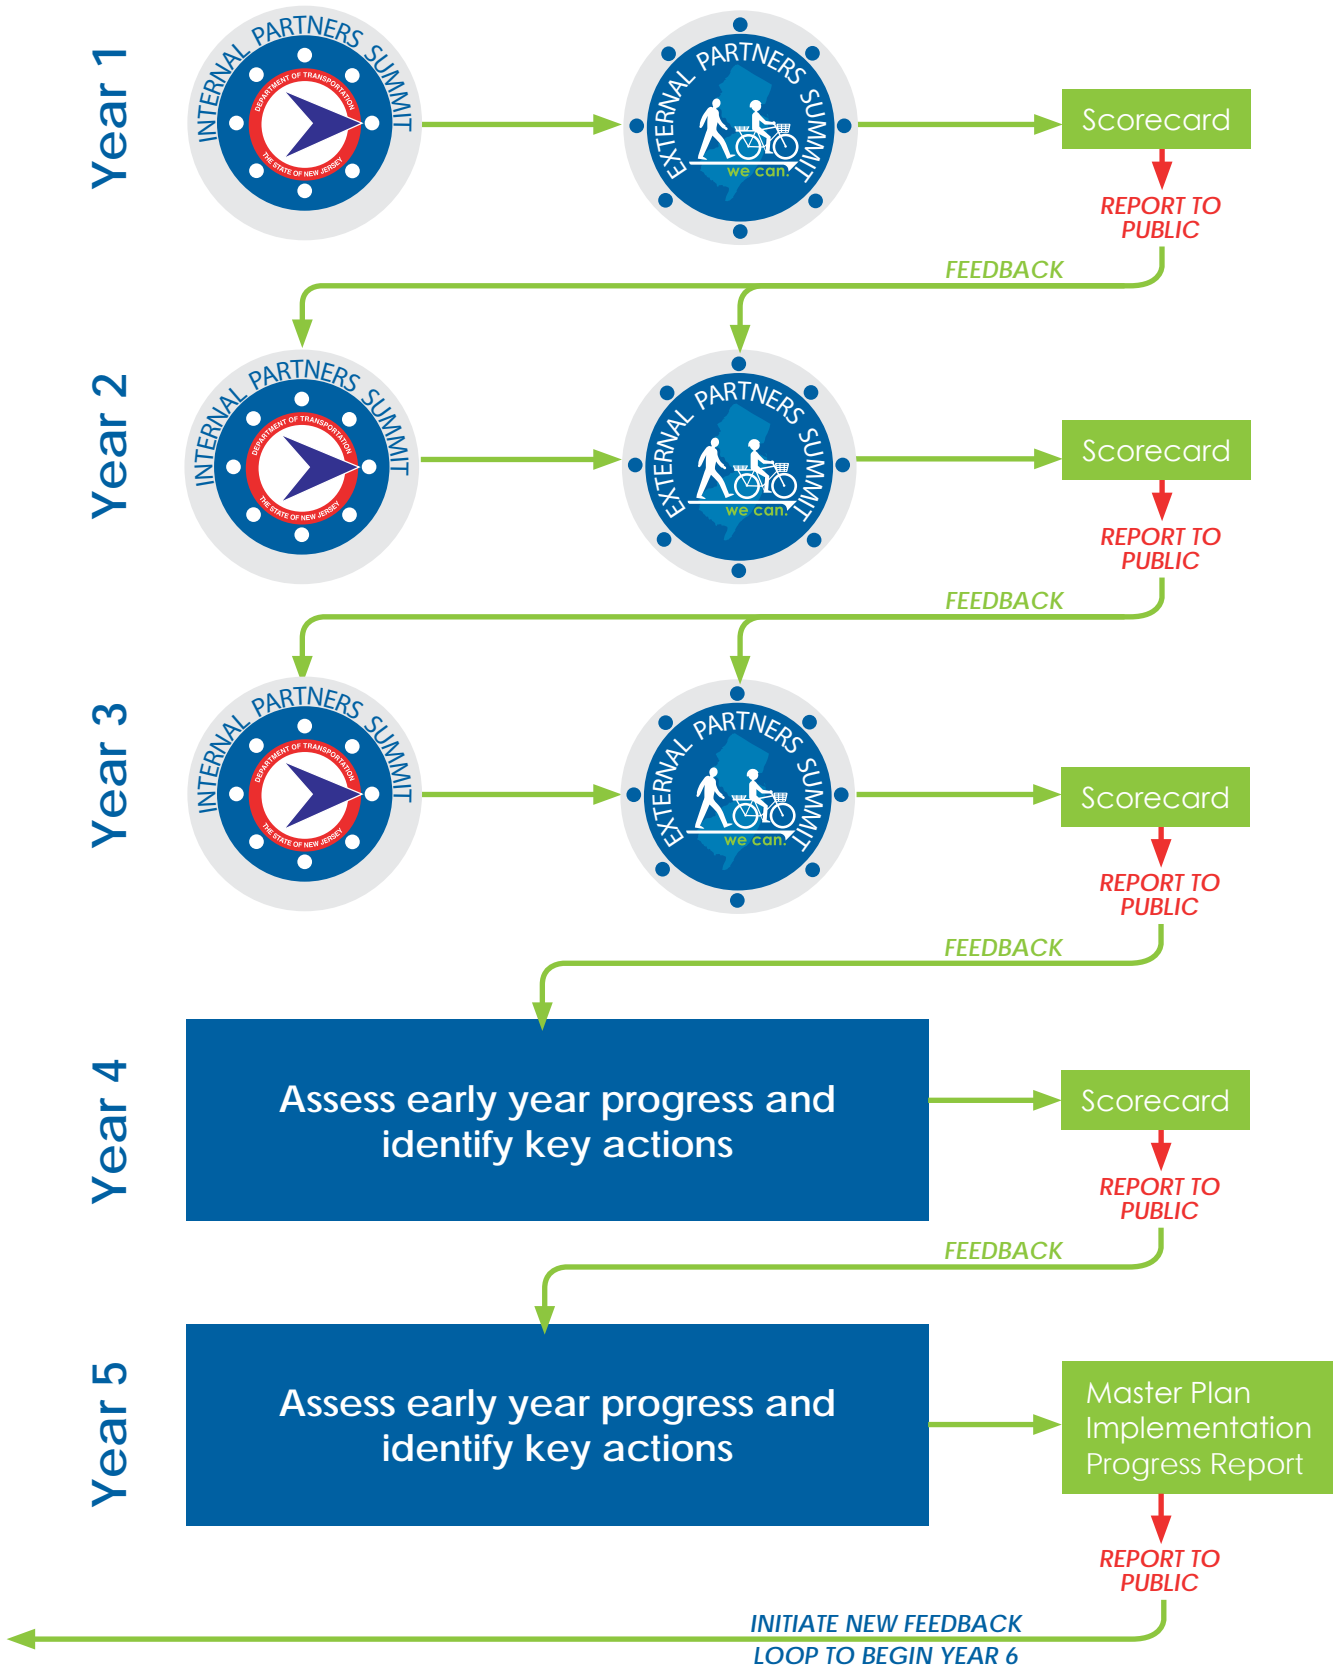 Year 1
INTERNAL PARTNERS SUMMIT
DEPARTMENT OF TRANSPORTATION
THE STATE OF NEW JERSEY
EXTERNAL PARTNERS SUMMIT
we can.
Scorecard
REPORT TO
PUBLIC
FEEDBACK
Year 2
INTERNAL PARTNERS SUMMIT
DEPARTMENT OF TRANSPORTATION
THE STATE OF NEW JERSEY
EXTERNAL PARTNERS SUMMIT
we can.
Scorecard
REPORT TO
PUBLIC
FEEDBACK
Year 3
INTERNAL PARTNERS SUMMIT
DEPARTMENT OF TRANSPORTATION
THE STATE OF NEW JERSEY
EXTERNAL PARTNERS SUMMIT
we can.
Scorecard
REPORT TO
PUBLIC
FEEDBACK
Year 4
Assess early year progress and
identify key actions
Scorecard
REPORT TO
PUBLIC
FEEDBACK
Year 5
Assess early year progress and
identify key actions
Master Plan
Implementation
Progress Report
REPORT TO
PUBLIC
INITIATE NEW FEEDBACK
LOOP TO BEGIN YEAR 6